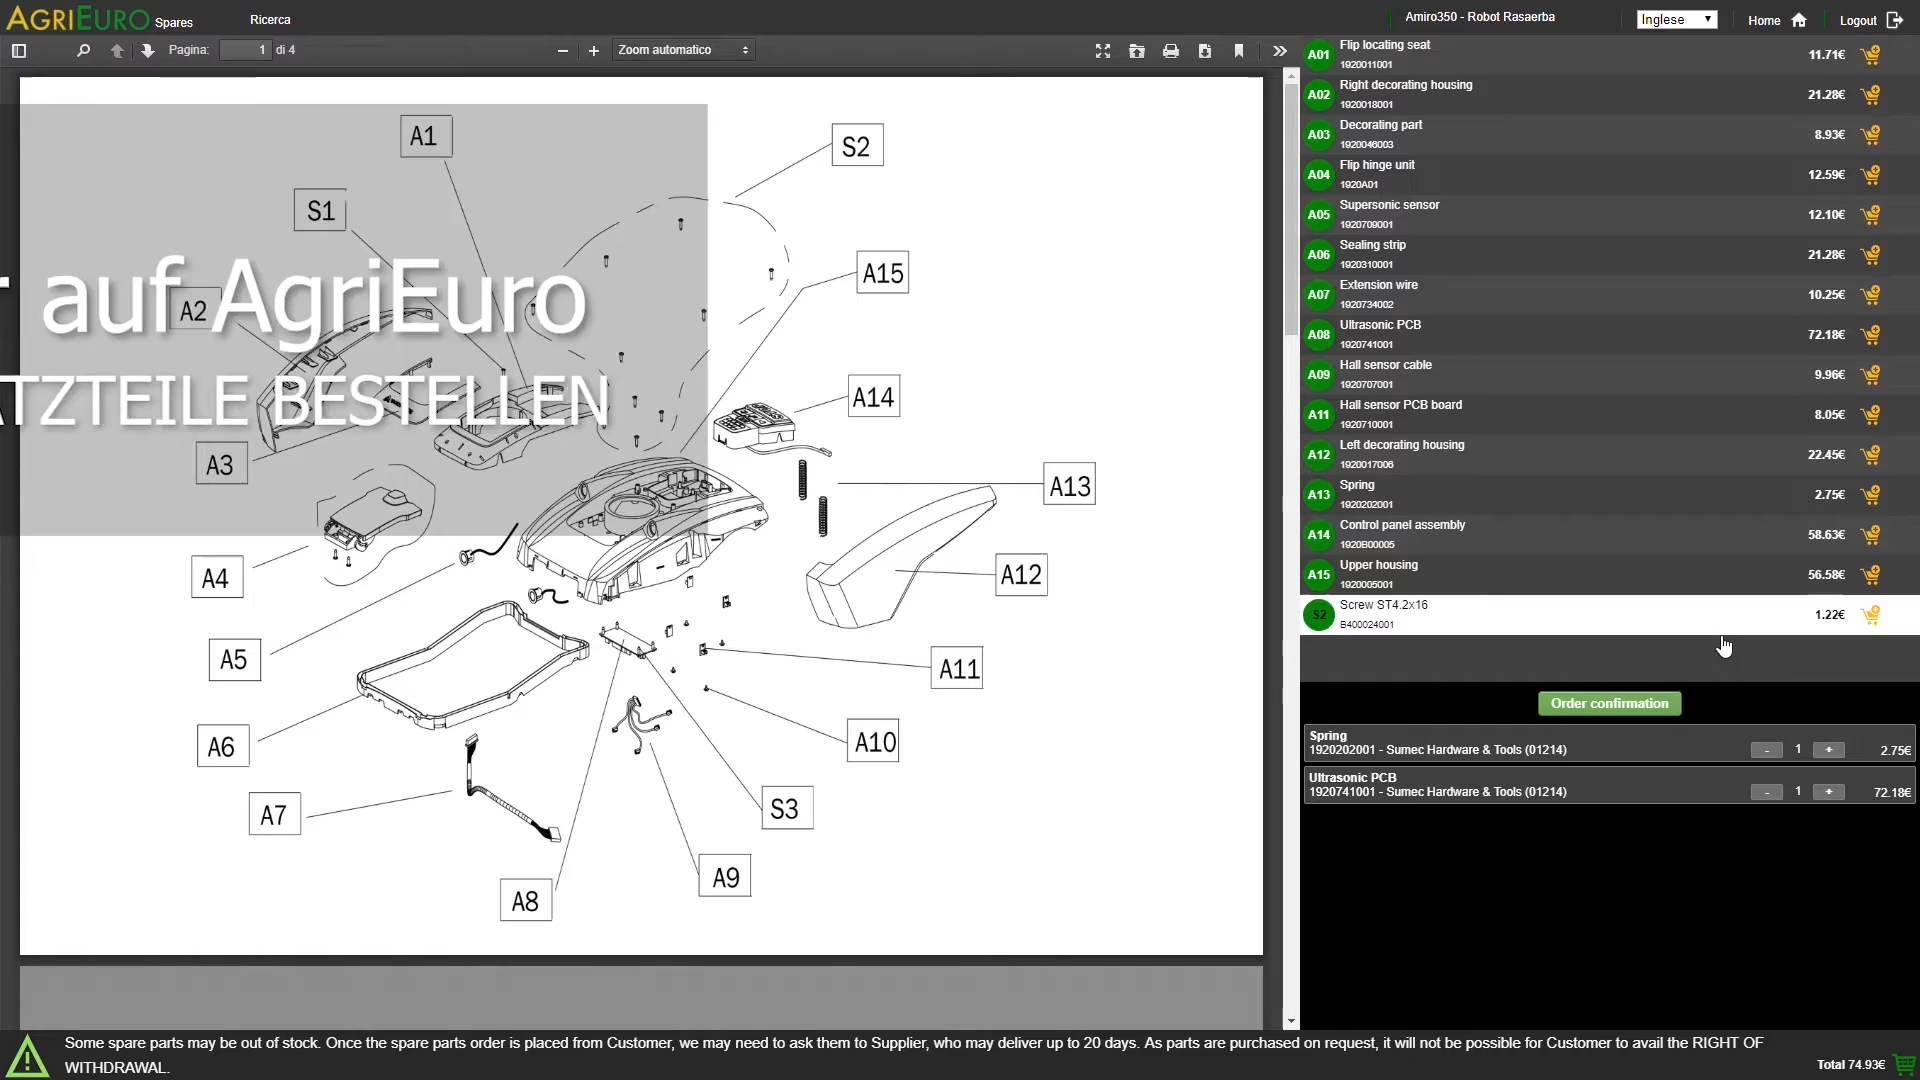 AGRIEURO Spares
Ricerca
Amiro350 - Robot Rasaerba
Inglese
Home
Logout
Pagina:
1
di 4
Zoom automatico
A1
S2
S1
A15
auf AgriEuro
A2
TZTEILE BESTELLEN
A14
A3
A13
A4
A12
A5
A11
A6
A10
A7
S3
A9
A8
A01
Flip locating seat
1920011001
11.71€
A02
Right decorating housing
1920018001
21.28€
A03
Decorating part
1920046003
8.93€
A04
Flip hinge unit
1920A01
12.59€
A05
Supersonic sensor
1920709001
12.10€
A06
Sealing strip
1920310001
21.28€
A07
Extension wire
1920734002
10.25€
A08
Ultrasonic PCB
1920741001
72.18€
A09
Hall sensor cable
1920707001
9.96€
A11
Hall sensor PCB board
1920710001
8.05€
A12
Left decorating housing
1920017006
22.45€
A13
Spring
1920202001
2.75€
A14
Control panel assembly
1920B00005
58.63€
A15
Upper housing
1920005001
56.58€
S2
Screw ST4.2x16
B400024001
1.22€
Order confirmation
Spring
1920202001 - Sumec Hardware & Tools (01214)
- 1 + 2.75€
Ultrasonic PCB
1920741001 - Sumec Hardware & Tools (01214)
- 1 + 72.18€
Some spare parts may be out of stock. Once the spare parts order is placed from Customer, we may need to ask them to Supplier, who may deliver up to 20 days. As parts are purchased on request, it will not be possible for Customer to avail the RIGHT OF
WITHDRAWAL.
Total 74.93€